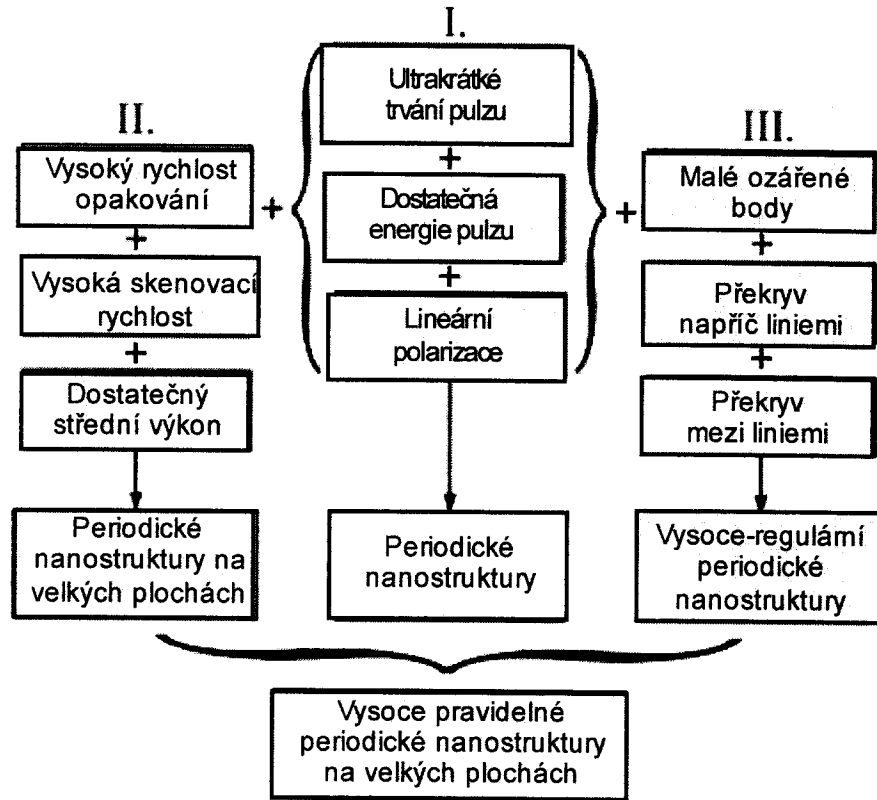 I.
Ultrakrátké
trvání pulzu
+
Dostatečná
energie pulzu
+
Lineární
polarizace
Periodické
nanostruktury
II.
Vysoký rychlost
opakování
+
+
Vysoká skenovací
rychlost
+
Dostatečný
střední výkon
Periodické
nanostruktury na
velkých plochách
III.
+
Malé ozářené
body
+
Překryv
napříč liniemi
+
Překryv
mezi liniemi
Vysoce-regulární
periodické
nanostruktury
Vysoce pravidelné
periodické nanostruktury
na velkých plochách